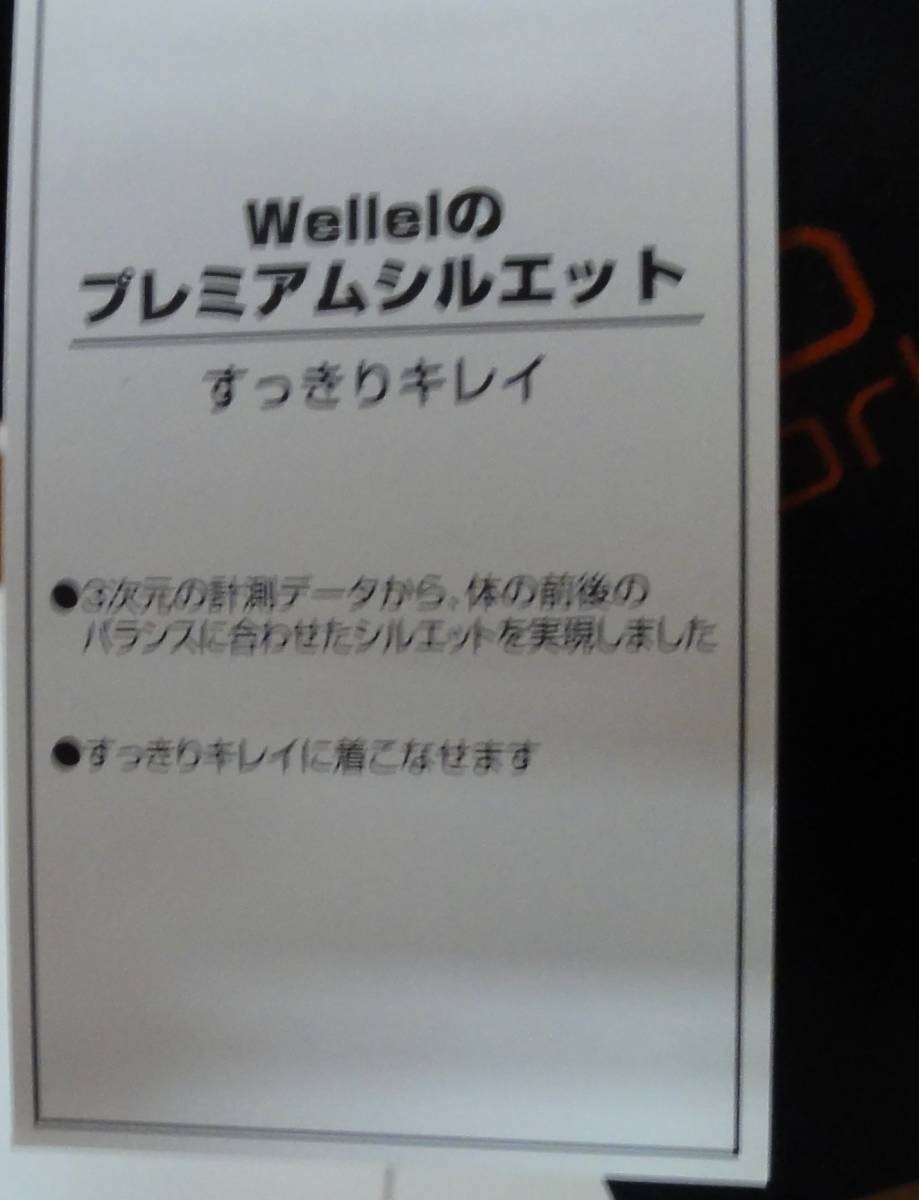 Wellelの
プレミアムシルエット
すっきりキレイ
●3次元の計測データから、体の前後の
バランスに合わせたシルエットを実現しました
●すっきりキレイに着こなせます